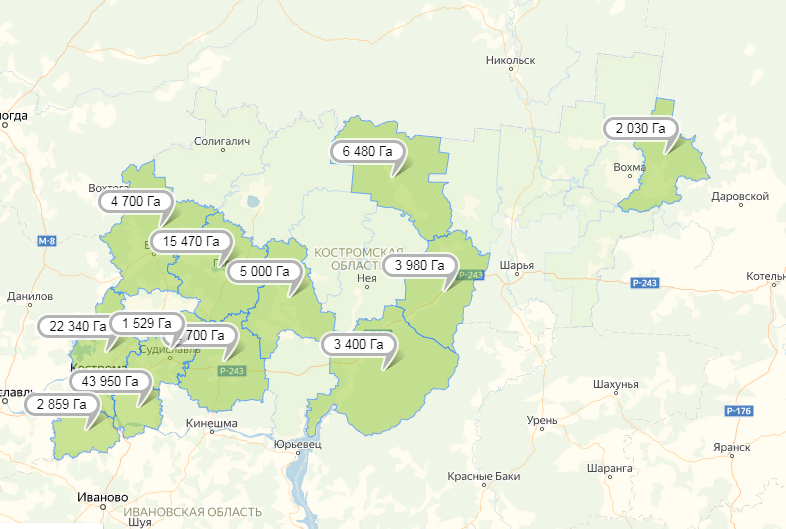 Никольск
2 030 Га
Солигалич
6 480 Га
Вохма
Даровской
4 700 Га
М-8
15 470 Га
КОСТРОМСКАЯ
ОБЛАСТЬ
5 000 Га
3 980 Га
Р-243
Шарья
Нея
Р-243
Котель
Данилов
22 340 Га
1 529 Га
700 Га
3 400 Га
Судиславль
Кострома
Р-243
43 950 Га
2 859 Га
Шахунья
Р-176
Кинешма
Урень
Юрьевец
Яранск
Шаранга
Красные Баки
Иваново
ИВАНОВСКАЯ ОБЛАСТЬ
Шуя